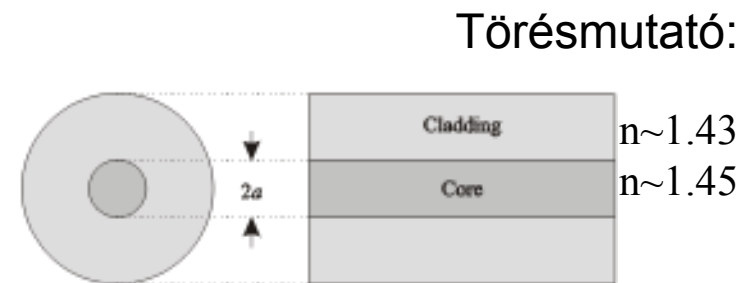 Törésmutató:
Cladding
n~1.43
2a
Core
n~1.45